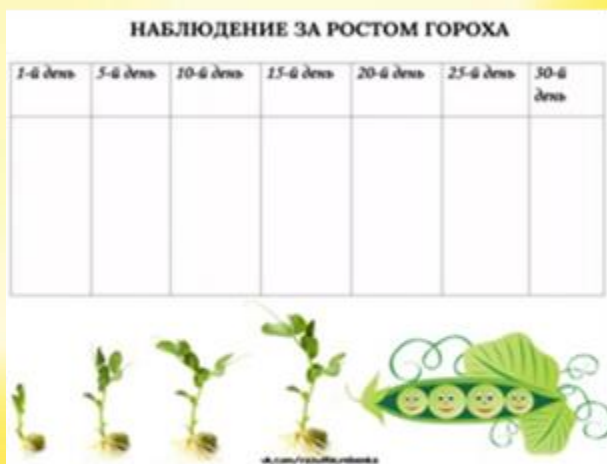 НАБЛЮДЕНИЕ ЗА РОСТОМ ГОРОХА
1-й день 5-й день 10-й день 15-й день 20-й день 25-й день 30-й
день